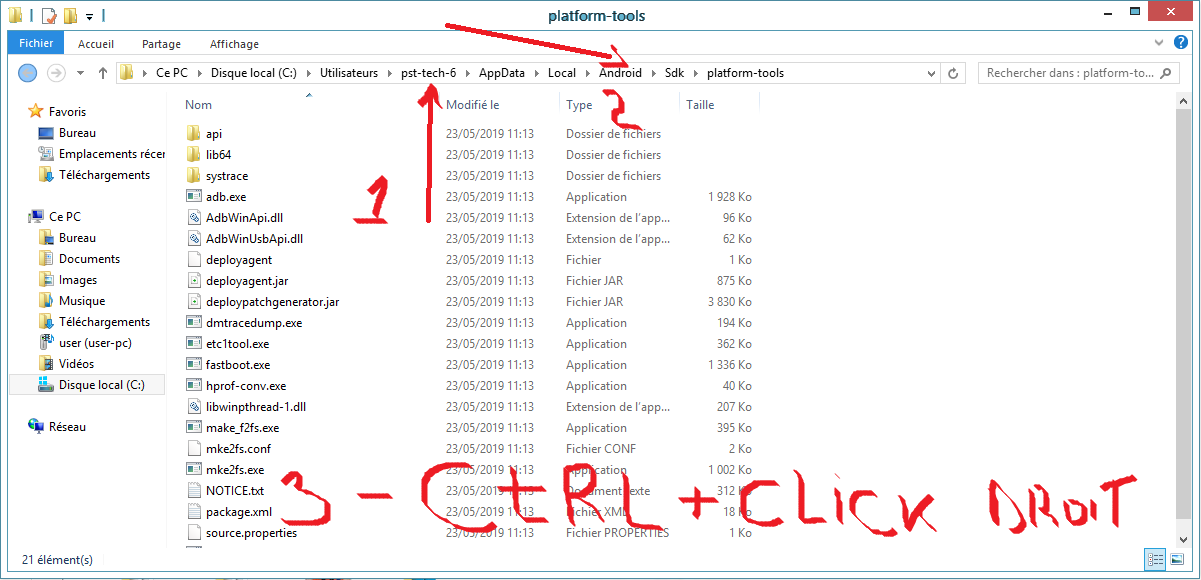 platform-tools
Fichier Accueil Partage Affichage
Ce PC Disque local (C:) Utilisateurs pst-tech-6 AppData Local Android Sdk platform-tools
Rechercher dans : platform-to...
Nom Modifié le Type Taille
1
2
3 - CtRL + CLiCK DROIT
Favoris
Bureau
Emplacements récer
Téléchargements
Ce PC
Bureau
Documents
Images
Musique
Téléchargements
user (user-pc)
Vidéos
Disque local (C:)
Réseau
api 23/05/2019 11:13 Dossier de fichiers
lib64 23/05/2019 11:13 Dossier de fichiers
systrace 23/05/2019 11:13 Dossier de fichiers
adb.exe 23/05/2019 11:13 Application 1 928 Ko
AdbWinApi.dll 23/05/2019 11:13 Extension de l'app... 96 Ko
AdbWinUsbApi.dll 23/05/2019 11:13 Extension de l'app... 62 Ko
deployagent 23/05/2019 11:13 Fichier 1 Ko
deployagent.jar 23/05/2019 11:13 Fichier JAR 875 Ko
deploypatchgenerator.jar 23/05/2019 11:13 Fichier JAR 3 830 Ko
dmtracedump.exe 23/05/2019 11:13 Application 194 Ko
etc1tool.exe 23/05/2019 11:13 Application 362 Ko
fastboot.exe 23/05/2019 11:13 Application 1 336 Ko
hprof-conv.exe 23/05/2019 11:13 Application 40 Ko
libwinpthread-1.dll 23/05/2019 11:13 Extension de l'app... 207 Ko
make_f2fs.exe 23/05/2019 11:13 Application 395 Ko
mke2fs.conf 23/05/2019 11:13 Fichier CONF 2 Ko
mke2fs.exe 23/05/2019 11:13 Application 1 002 Ko
NOTICE.txt 23/05/2019 11:13 Document texte 312 Ko
package.xml 23/05/2019 11:13 Fichier XML 18 Ko
source.properties 23/05/2019 11:13 Fichier PROPERTIES 1 Ko
21 élément(s)